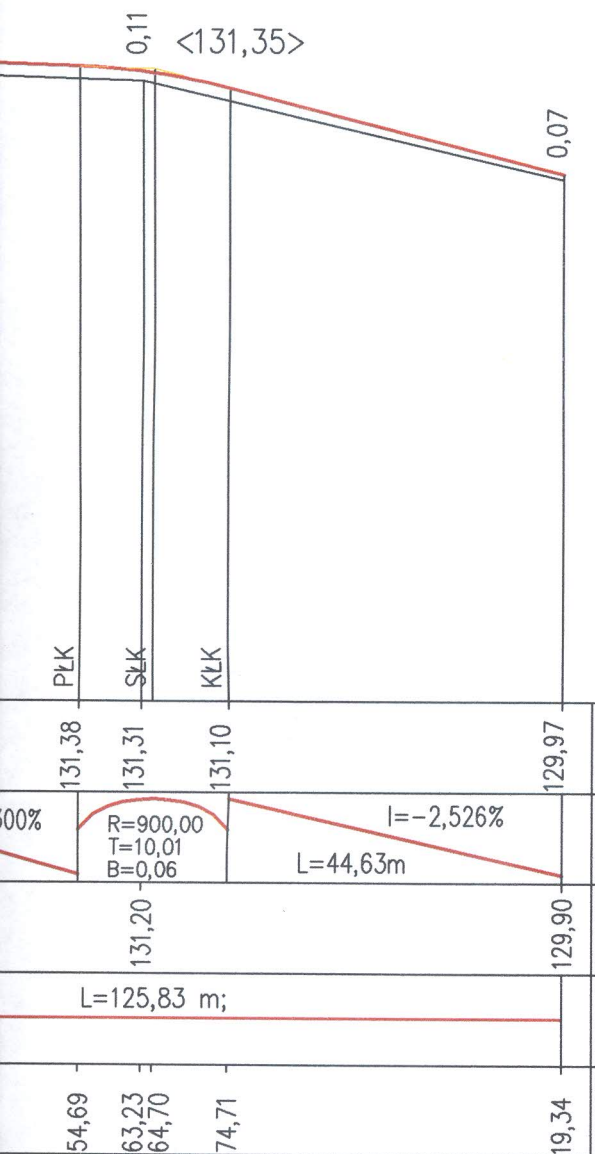 0,11
<131,35>
0,07
PŁK
SŁK
KŁK
131,38
131,31
131,10
129,97
R=900,00
T=10,01
B=0,06
I=-2,526%
L=44,63m
131,20
129,90
L=125,83 m;
54,69
63,23
64,70
74,71
19,34